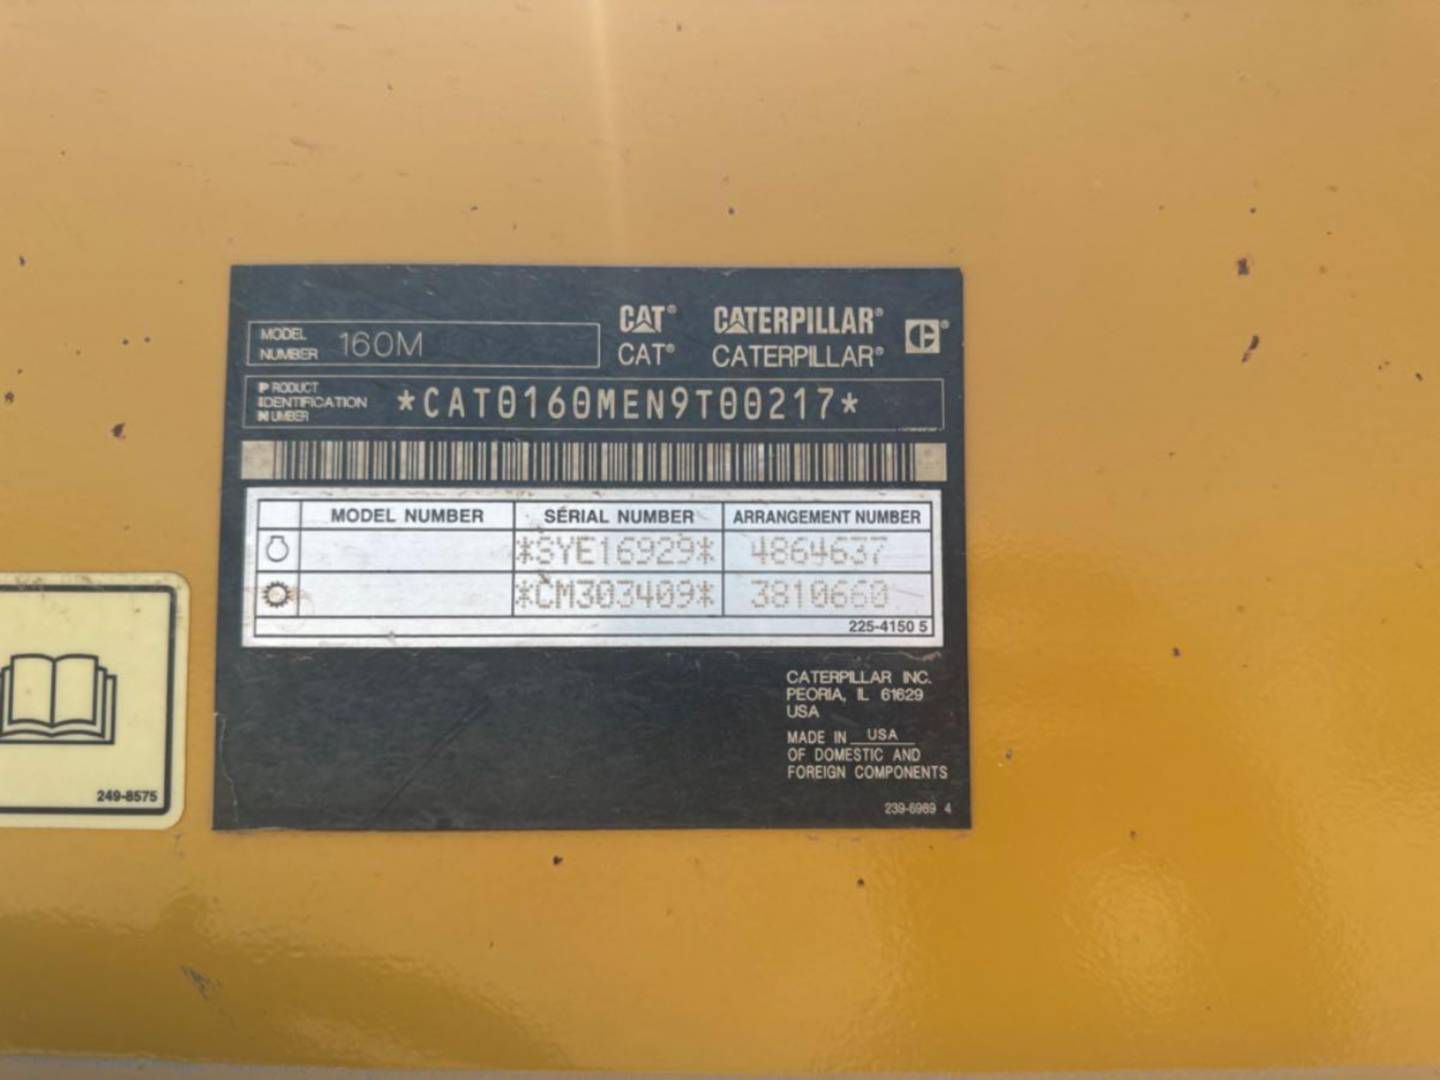 MODEL NUMBER 160M
CAT® CATERPILLAR®
CAT® CATERPILLAR®
PRODUCT IDENTIFICATION NUMBER *CAT0160MEN9T00217*
MODEL NUMBER SERIAL NUMBER ARRANGEMENT NUMBER
*SYE16929* 4864637
*CM303409* 3810660
225-4150 5
CATERPILLAR INC.
PEORIA, IL 61629
USA
MADE IN USA
OF DOMESTIC AND
FOREIGN COMPONENTS
239-6969 4
249-8575